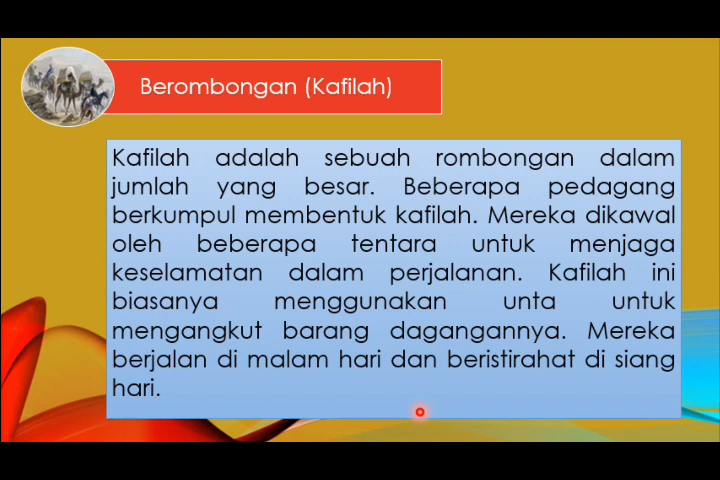 Berombongan (Kafilah)
Kafilah adalah sebuah rombongan dalam
jumlah yang besar. Beberapa pedagang
berkumpul membentuk kafilah. Mereka dikawal
oleh beberapa tentara untuk menjaga
keselamatan dalam perjalanan. Kafilah ini
biasanya menggunakan unta untuk
mengangkut barang dagangannya. Mereka
berjalan di malam hari dan beristirahat di siang
hari.